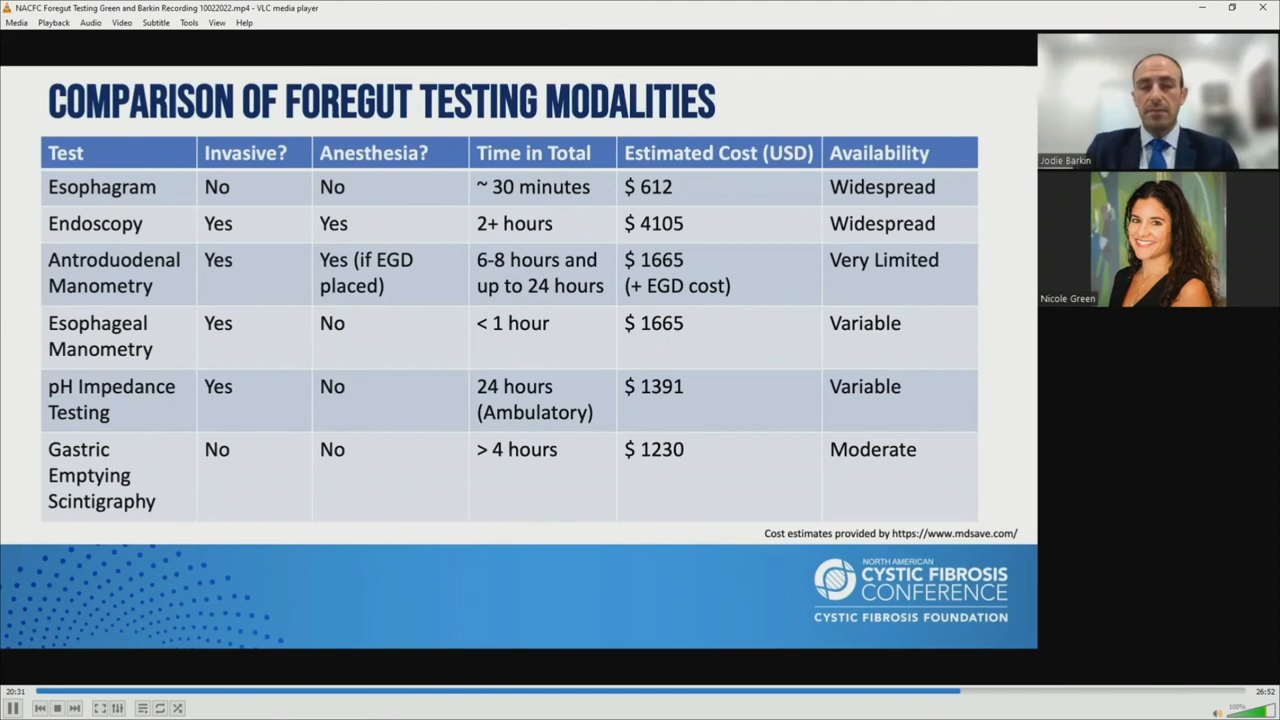 NACFC Foregut Testing Green and Barkin Recording 10022022.mp4 - VLC media player
Media Playback Audio Video Subtitle Tools View Help
COMPARISON OF FOREGUT TESTING MODALITIES
Test Invasive? Anesthesia? Time in Total Estimated Cost (USD) Availability
Esophagram No No ~ 30 minutes $ 612 Widespread
Endoscopy Yes Yes 2+ hours $ 4105 Widespread
Antroduodenal Yes Yes (if EGD 6-8 hours and $ 1665 Very Limited
Manometry placed) up to 24 hours (+ EGD cost)
Esophageal Yes No < 1 hour $ 1665 Variable
Manometry
pH Impedance Yes No 24 hours $ 1391 Variable
Testing (Ambulatory)
Gastric No No > 4 hours $ 1230 Moderate
Emptying
Scintigraphy
Cost estimates provided by https://www.mdsave.com/
NORTH AMERICAN
CYSTIC FIBROSIS
CONFERENCE
CYSTIC FIBROSIS FOUNDATION
Jodie Barkin
Nicole Green
20:31 26:52
100%